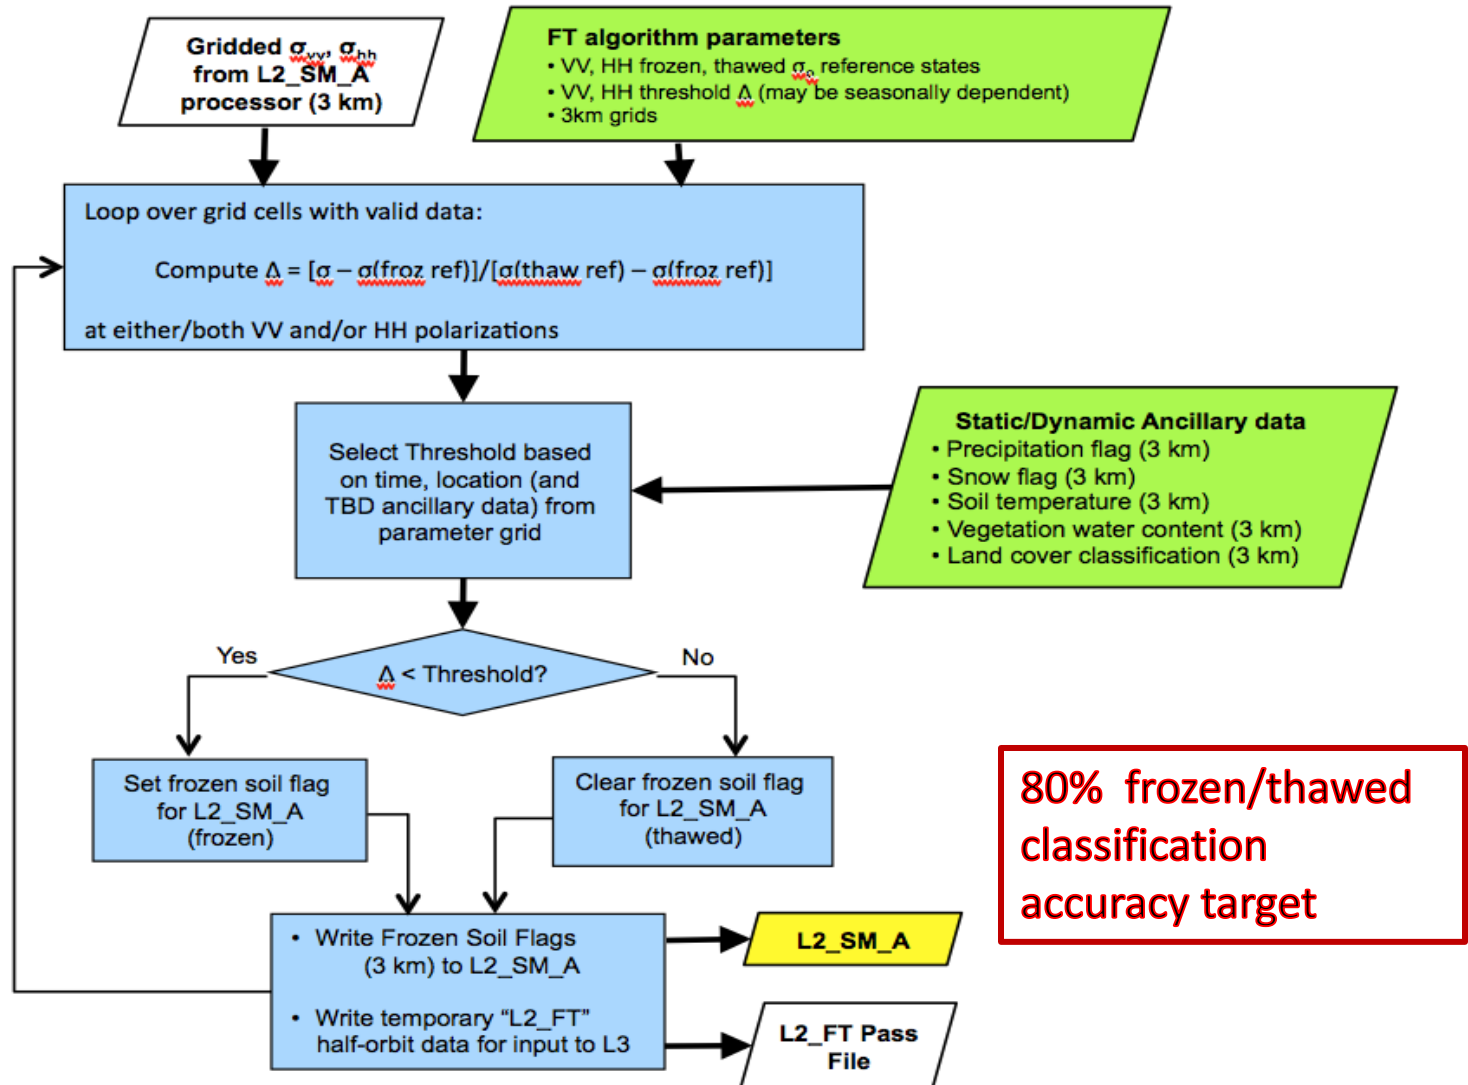 Gridded σvv, σhh
from L2_SM_A
processor (3 km)
FT algorithm parameters
• VV, HH frozen, thawed σo reference states
• VV, HH threshold Δ (may be seasonally dependent)
• 3km grids
Loop over grid cells with valid data:
Compute Δ = [σ – σ(froz ref)]/[σ(thaw ref) – σ(froz ref)]
at either/both VV and/or HH polarizations
Select Threshold based
on time, location (and
TBD ancillary data) from
parameter grid
Static/Dynamic Ancillary data
• Precipitation flag (3 km)
• Snow flag (3 km)
• Soil temperature (3 km)
• Vegetation water content (3 km)
• Land cover classification (3 km)
Yes
Δ < Threshold?
No
Set frozen soil flag
for L2_SM_A
(frozen)
Clear frozen soil flag
for L2_SM_A
(thawed)
80% frozen/thawed
classification
accuracy target
• Write Frozen Soil Flags
(3 km) to L2_SM_A
• Write temporary “L2_FT”
half-orbit data for input to L3
L2_SM_A
L2_FT Pass
File